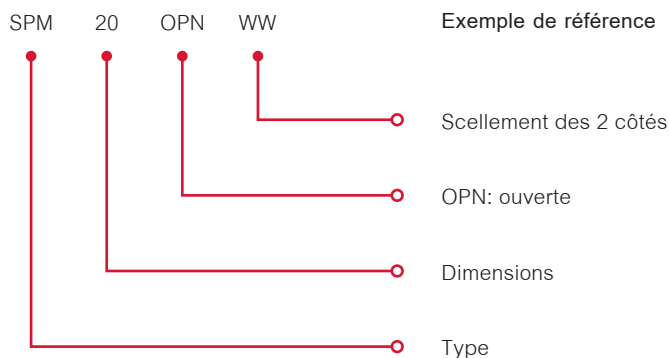 SPM 20 OPN WW Exemple de référence
Scellement des 2 côtés
OPN: ouverte
Dimensions
Type